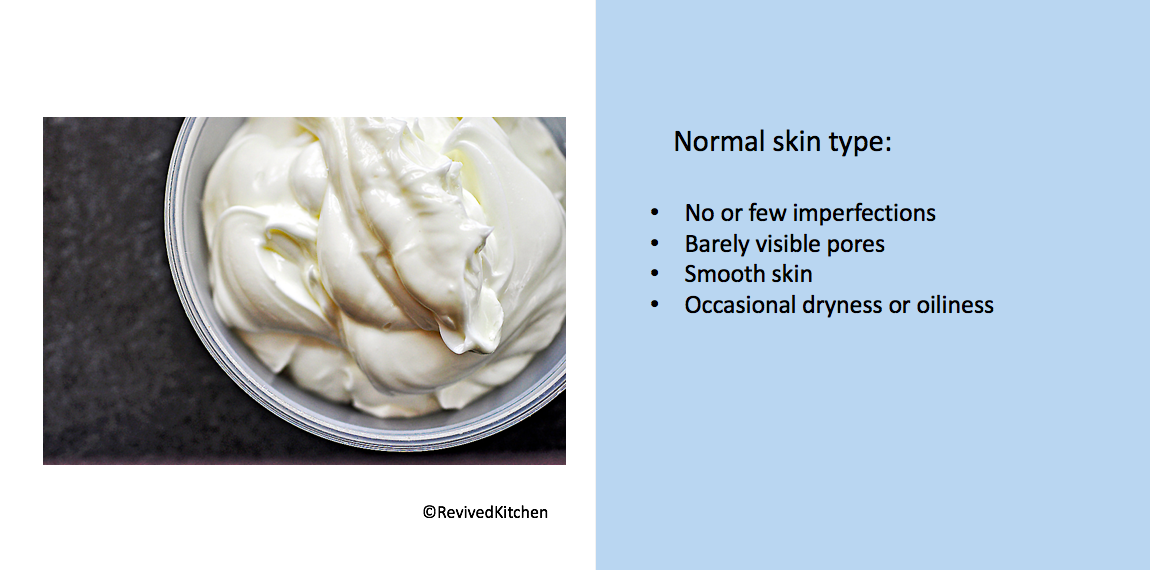 Normal skin type:
• No or few imperfections
• Barely visible pores
• Smooth skin
• Occasional dryness or oiliness
©RevivedKitchen